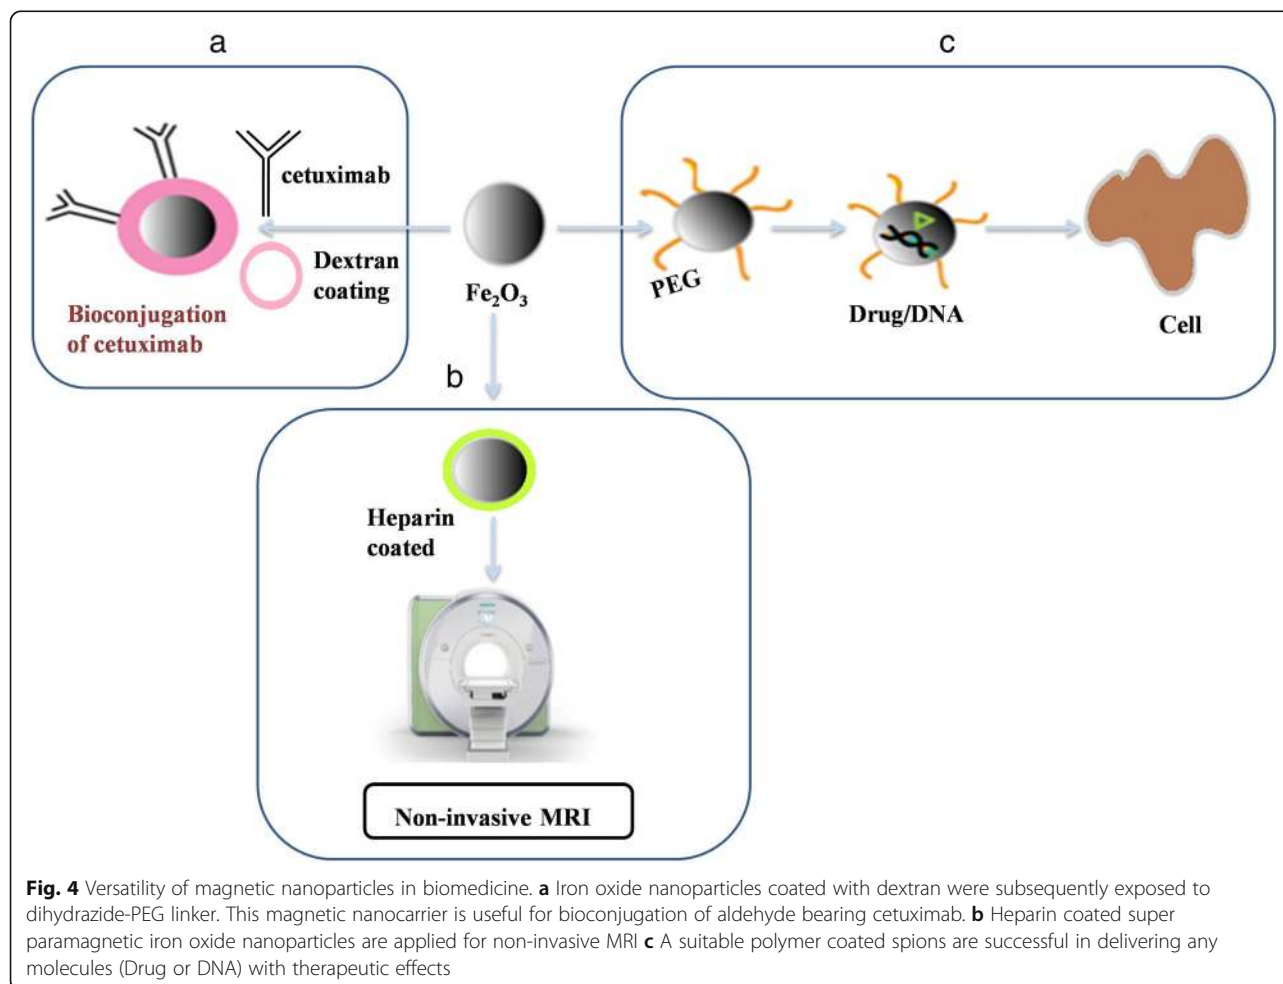 a
c
cetuximab
Dextran
coating
Bioconjugation
of cetuximab
Fe₂O₃
PEG
Drug/DNA
Cell
b
Heparin
coated
Non-invasive MRI
Fig. 4 Versatility of magnetic nanoparticles in biomedicine. a Iron oxide nanoparticles coated with dextran were subsequently exposed to
dihydrazide-PEG linker. This magnetic nanocarrier is useful for bioconjugation of aldehyde bearing cetuximab. b Heparin coated super
paramagnetic iron oxide nanoparticles are applied for non-invasive MRI c A suitable polymer coated spions are successful in delivering any
molecules (Drug or DNA) with therapeutic effects